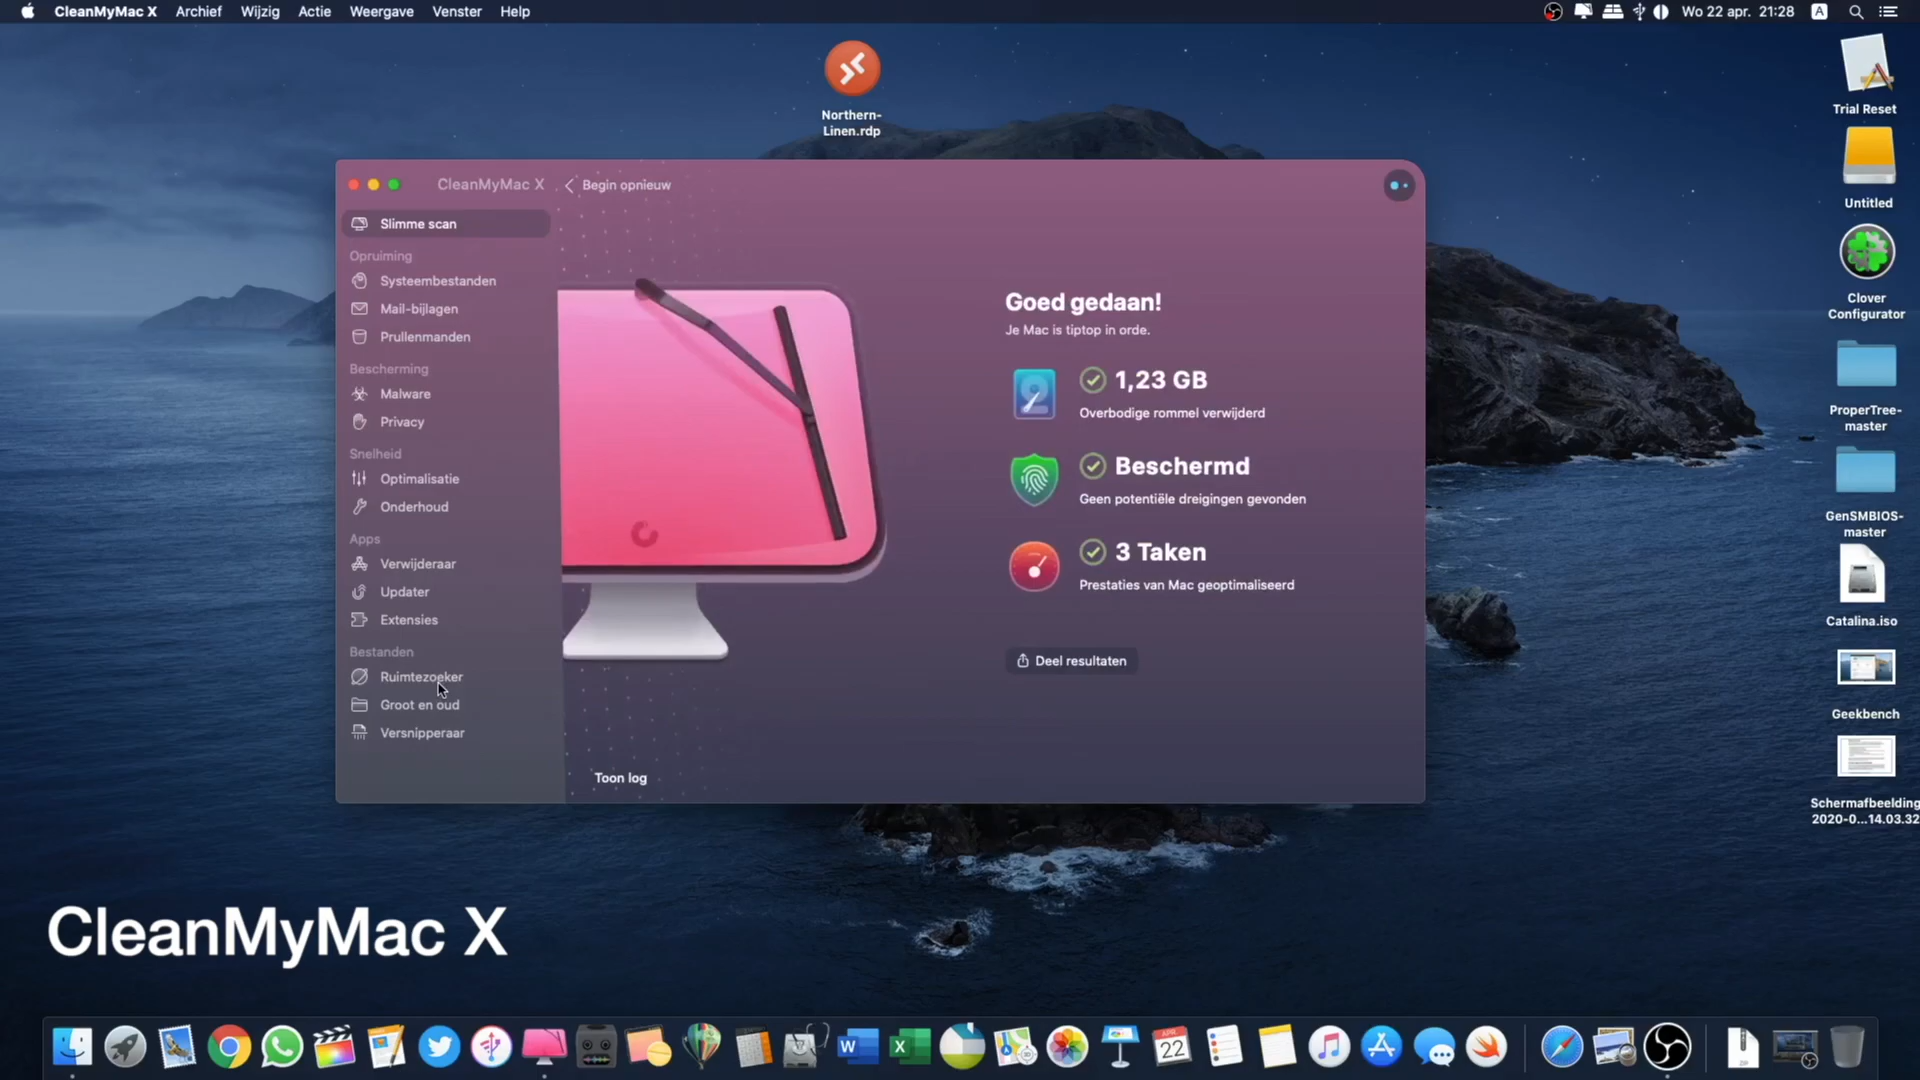 CleanMyMac X Archief Wijzig Actie Weergave Venster Help
Wo 22 apr. 21:28 A
Northern-
Linen.rdp
Trial Reset
Untitled
Clover
Configurator
ProperTree-
master
GenSMBIOS-
master
Catalina.iso
Geekbench
Schermafbeelding
2020-0...14.03.32
CleanMyMac X
Begin opnieuw
Slimme scan
Opruiming
Systeembestanden
Mail-bijlagen
Prullenmanden
Bescherming
Malware
Privacy
Snelheid
Optimalisatie
Onderhoud
Apps
Verwijderaar
Updater
Extensies
Bestanden
Ruimtezoeker
Groot en oud
Versnipperaar
Goed gedaan!
Je Mac is tiptop in orde.
1,23 GB
Overbodige rommel verwijderd
Beschermd
Geen potentiële dreigingen gevonden
3 Taken
Prestaties van Mac geoptimaliseerd
Deel resultaten
Toon log
CleanMyMac X
W
X
22